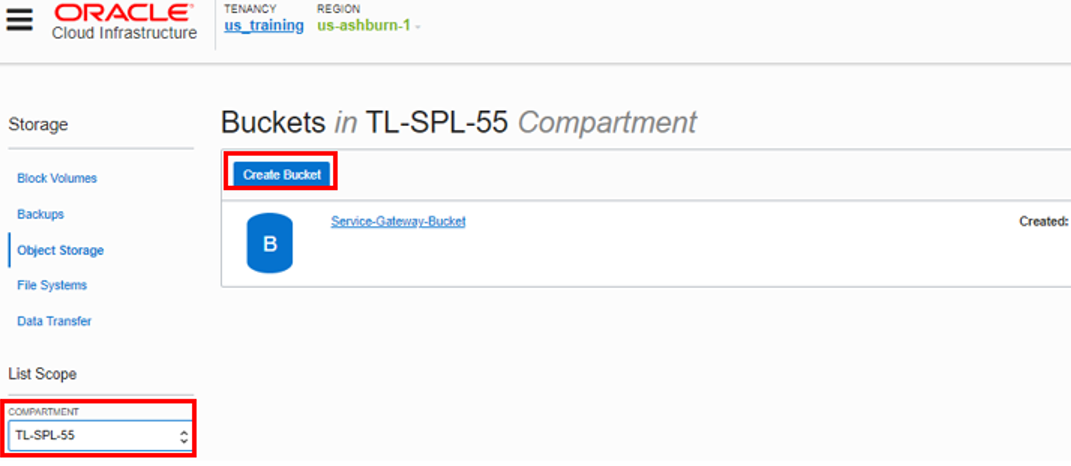 ORACLE®
Cloud Infrastructure
TENANCY
us_training
REGION
us-ashburn-1
Storage
Block Volumes
Backups
Object Storage
File Systems
Data Transfer
List Scope
COMPARTMENT
TL-SPL-55
Buckets in TL-SPL-55 Compartment
Create Bucket
B
Service-Gateway-Bucket
Created: